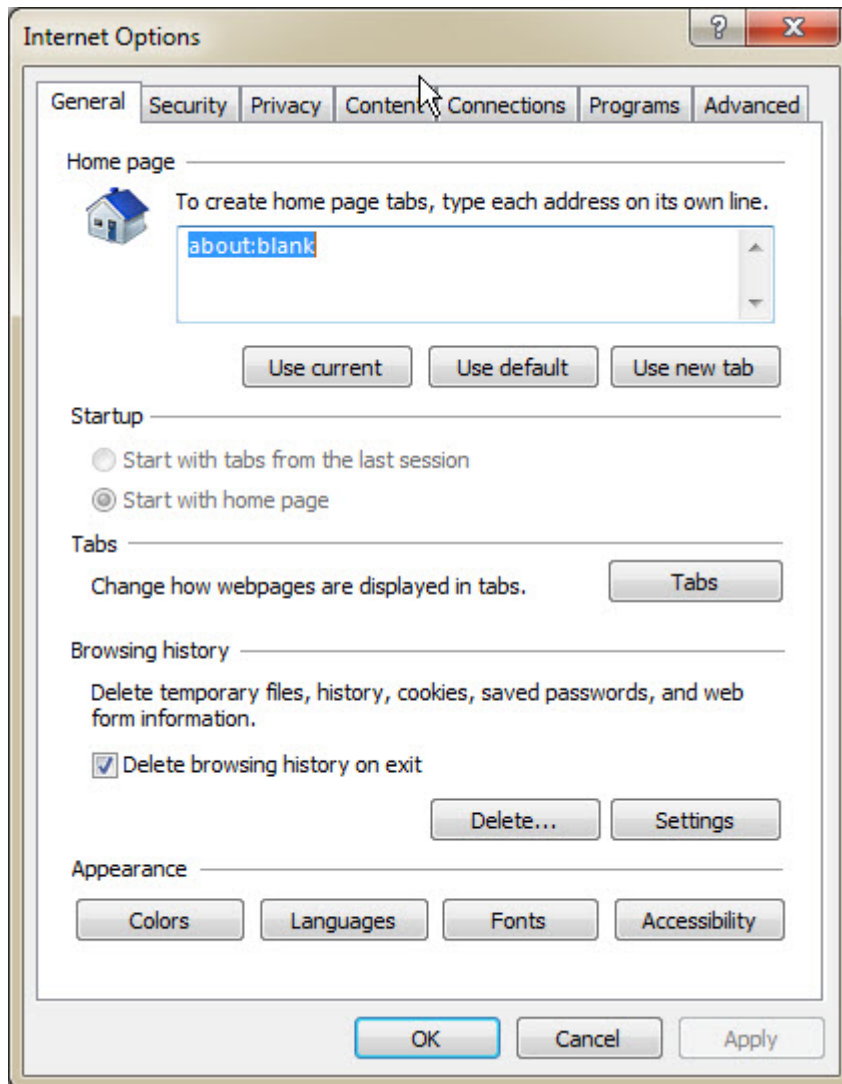 Internet Options
General Security Privacy Content Connections Programs Advanced
Home page
To create home page tabs, type each address on its own line.
about:blank
Use current Use default Use new tab
Startup
Start with tabs from the last session
Start with home page
Tabs
Change how webpages are displayed in tabs. Tabs
Browsing history
Delete temporary files, history, cookies, saved passwords, and web
form information.
Delete browsing history on exit
Delete... Settings
Appearance
Colors Languages Fonts Accessibility
OK Cancel Apply